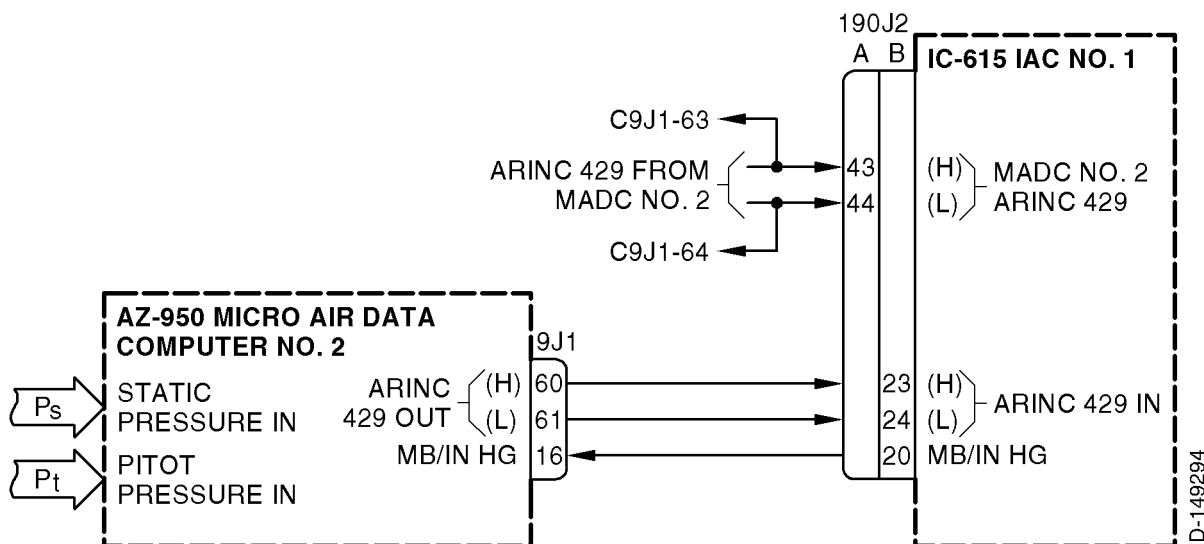 190J2
A B
IC-615 IAC NO. 1
C9J1-63
ARINC 429 FROM
MADC NO. 2
43
44
(H)
(L)
MADC NO. 2
ARINC 429
C9J1-64
AZ-950 MICRO AIR DATA
COMPUTER NO. 2
9J1
Ps
STATIC
PRESSURE IN
ARINC
429 OUT
(H)
(L)
60
61
23
24
(H)
(L)
ARINC 429 IN
MB/IN HG
16
20
MB/IN HG
Pt
PITOT
PRESSURE IN
D-149294